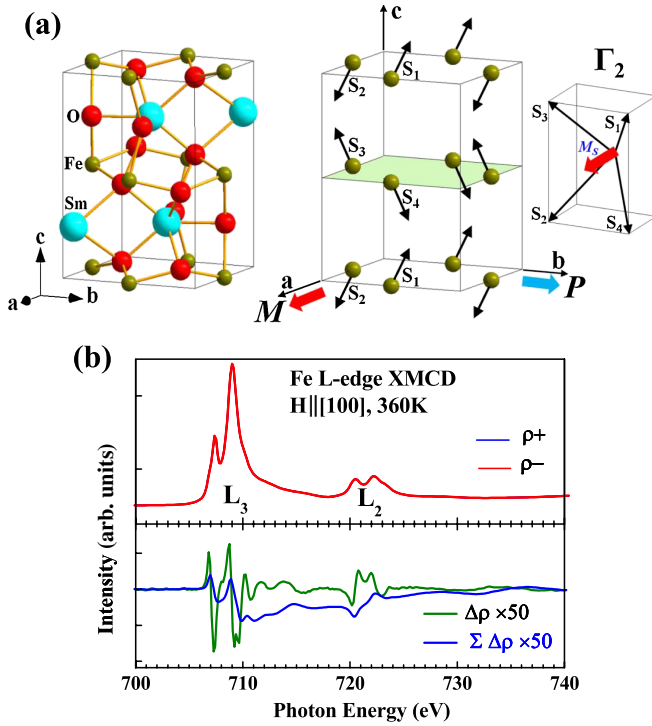 (a)
O
Fe
Sm
c
a
b
c
S₂
S₁
S₃
S₄
a
S₂
S₁
b
M
P
Γ₂
S₃
S₁
Mₛ
S₂
S₄
(b)
Fe L-edge XMCD
H||[100], 360K
ρ+
ρ−
L₃
L₂
Δρ ×50
Σ Δρ ×50
Intensity (arb. units)
700
710
720
730
740
Photon Energy (eV)